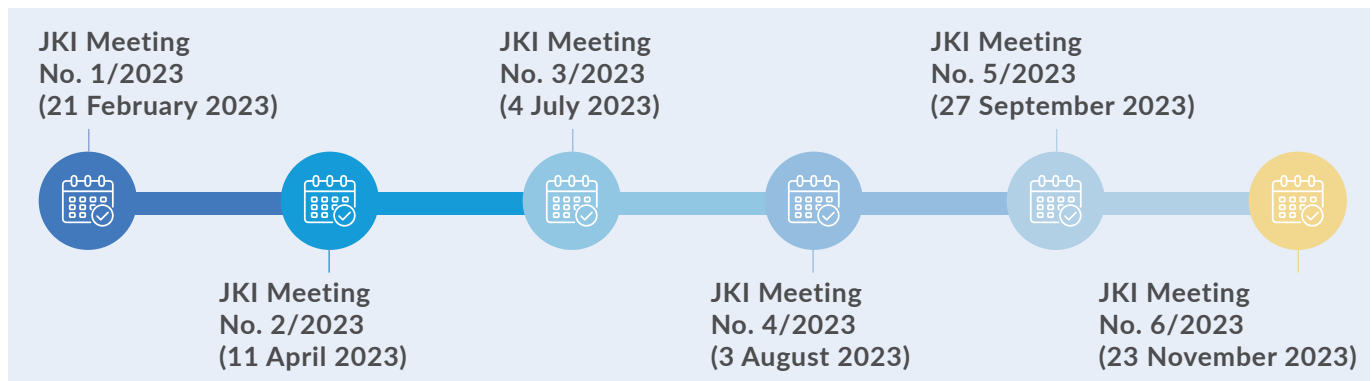 JKI Meeting
No. 1/2023
(21 February 2023)
JKI Meeting
No. 2/2023
(11 April 2023)
JKI Meeting
No. 3/2023
(4 July 2023)
JKI Meeting
No. 4/2023
(3 August 2023)
JKI Meeting
No. 5/2023
(27 September 2023)
JKI Meeting
No. 6/2023
(23 November 2023)